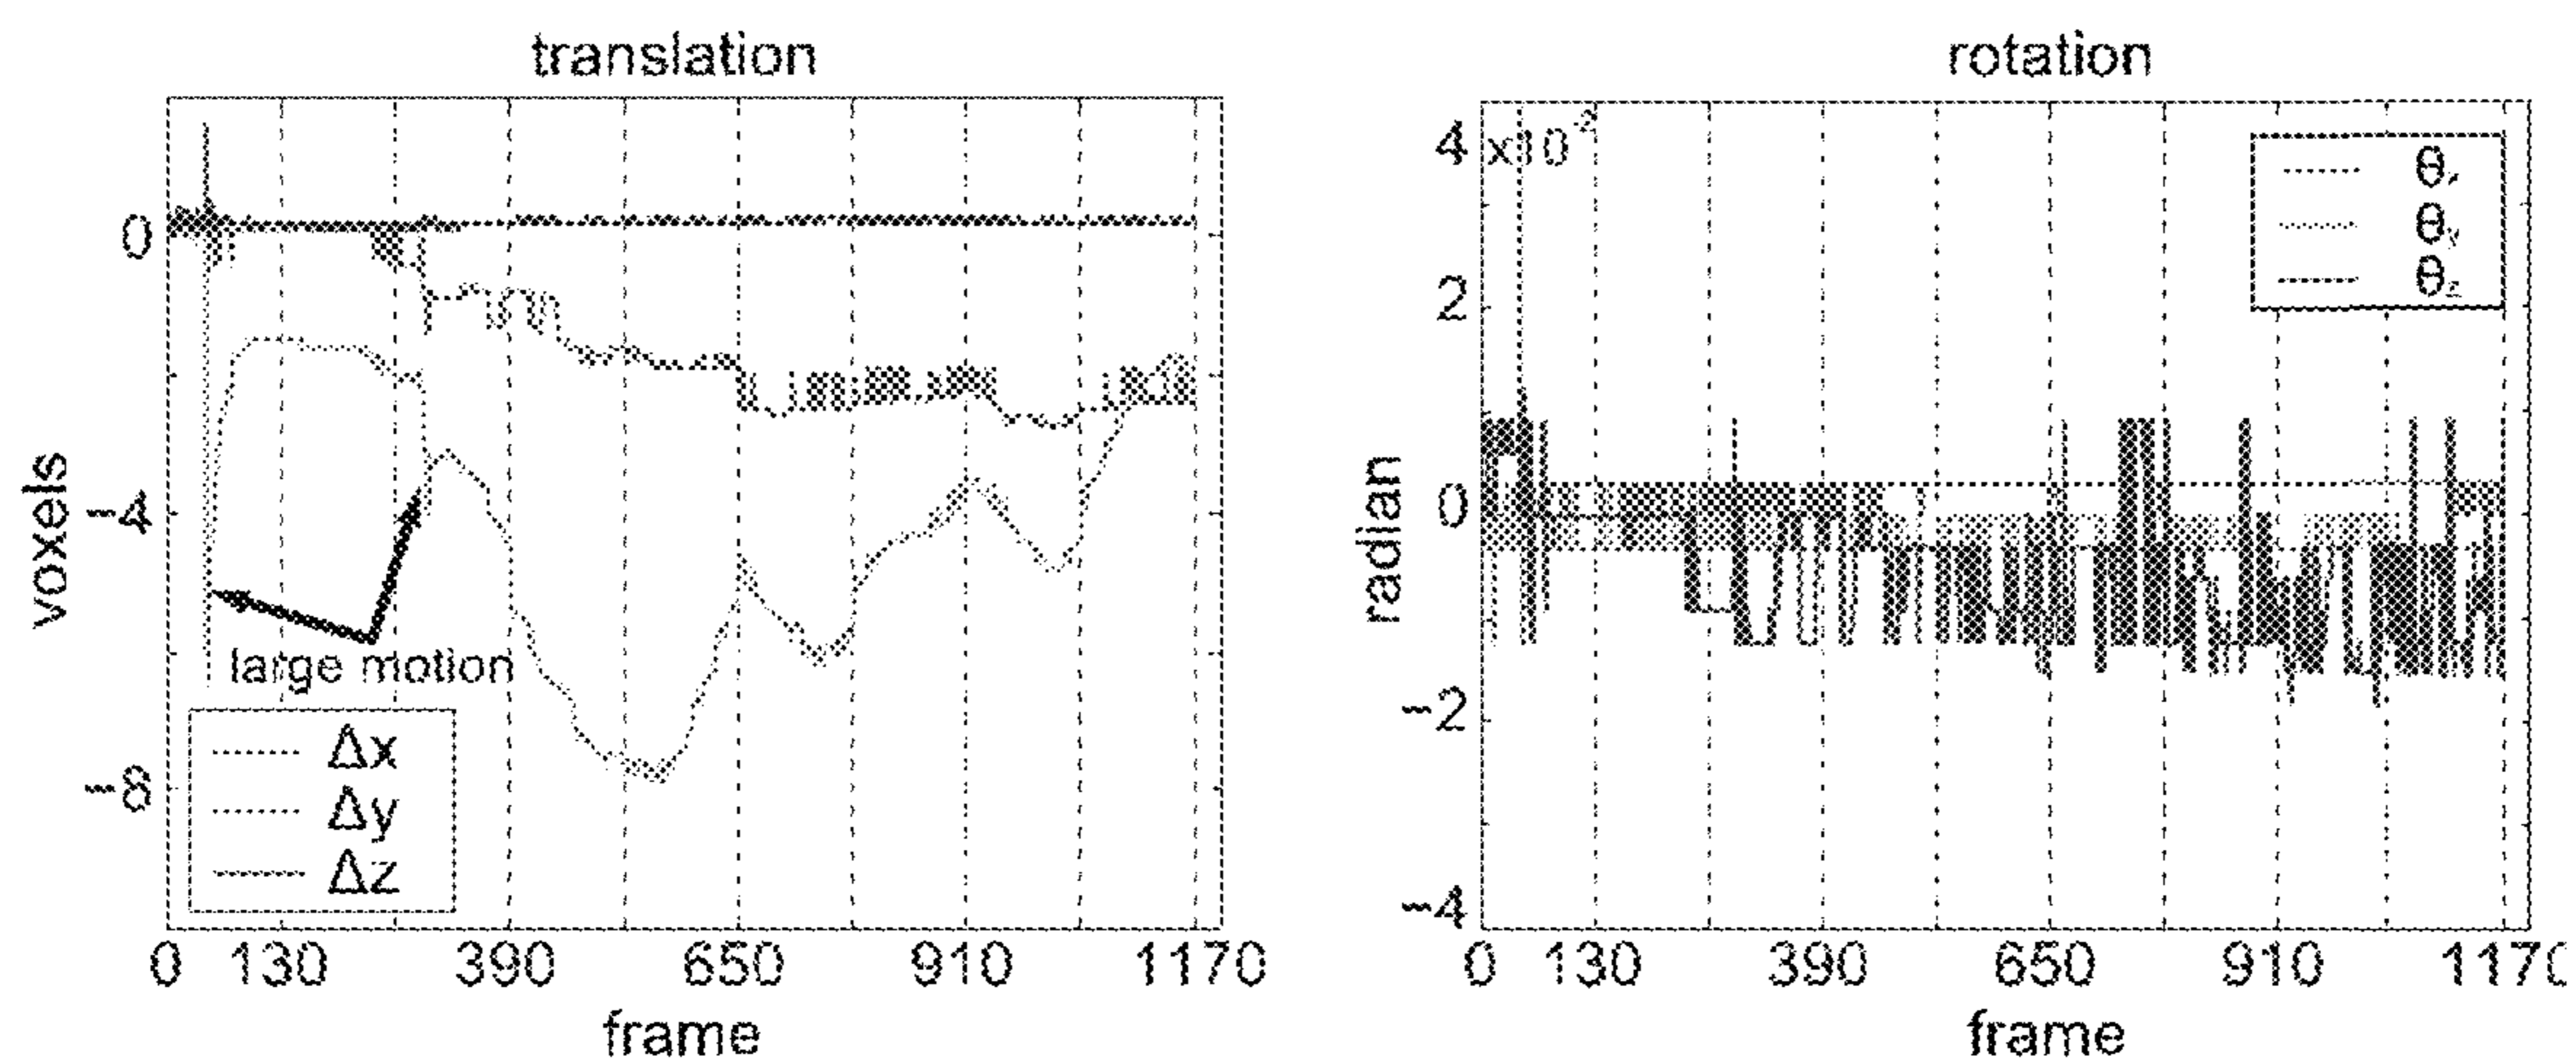 translation
0
−4
−8
voxels
large motion
Δx
Δy
Δz
0 130 390 650 910 1170
frame
rotation
4 x10
2
0
−2
−4
radian
θ
θy
θz
0 130 390 650 910 1170
frame